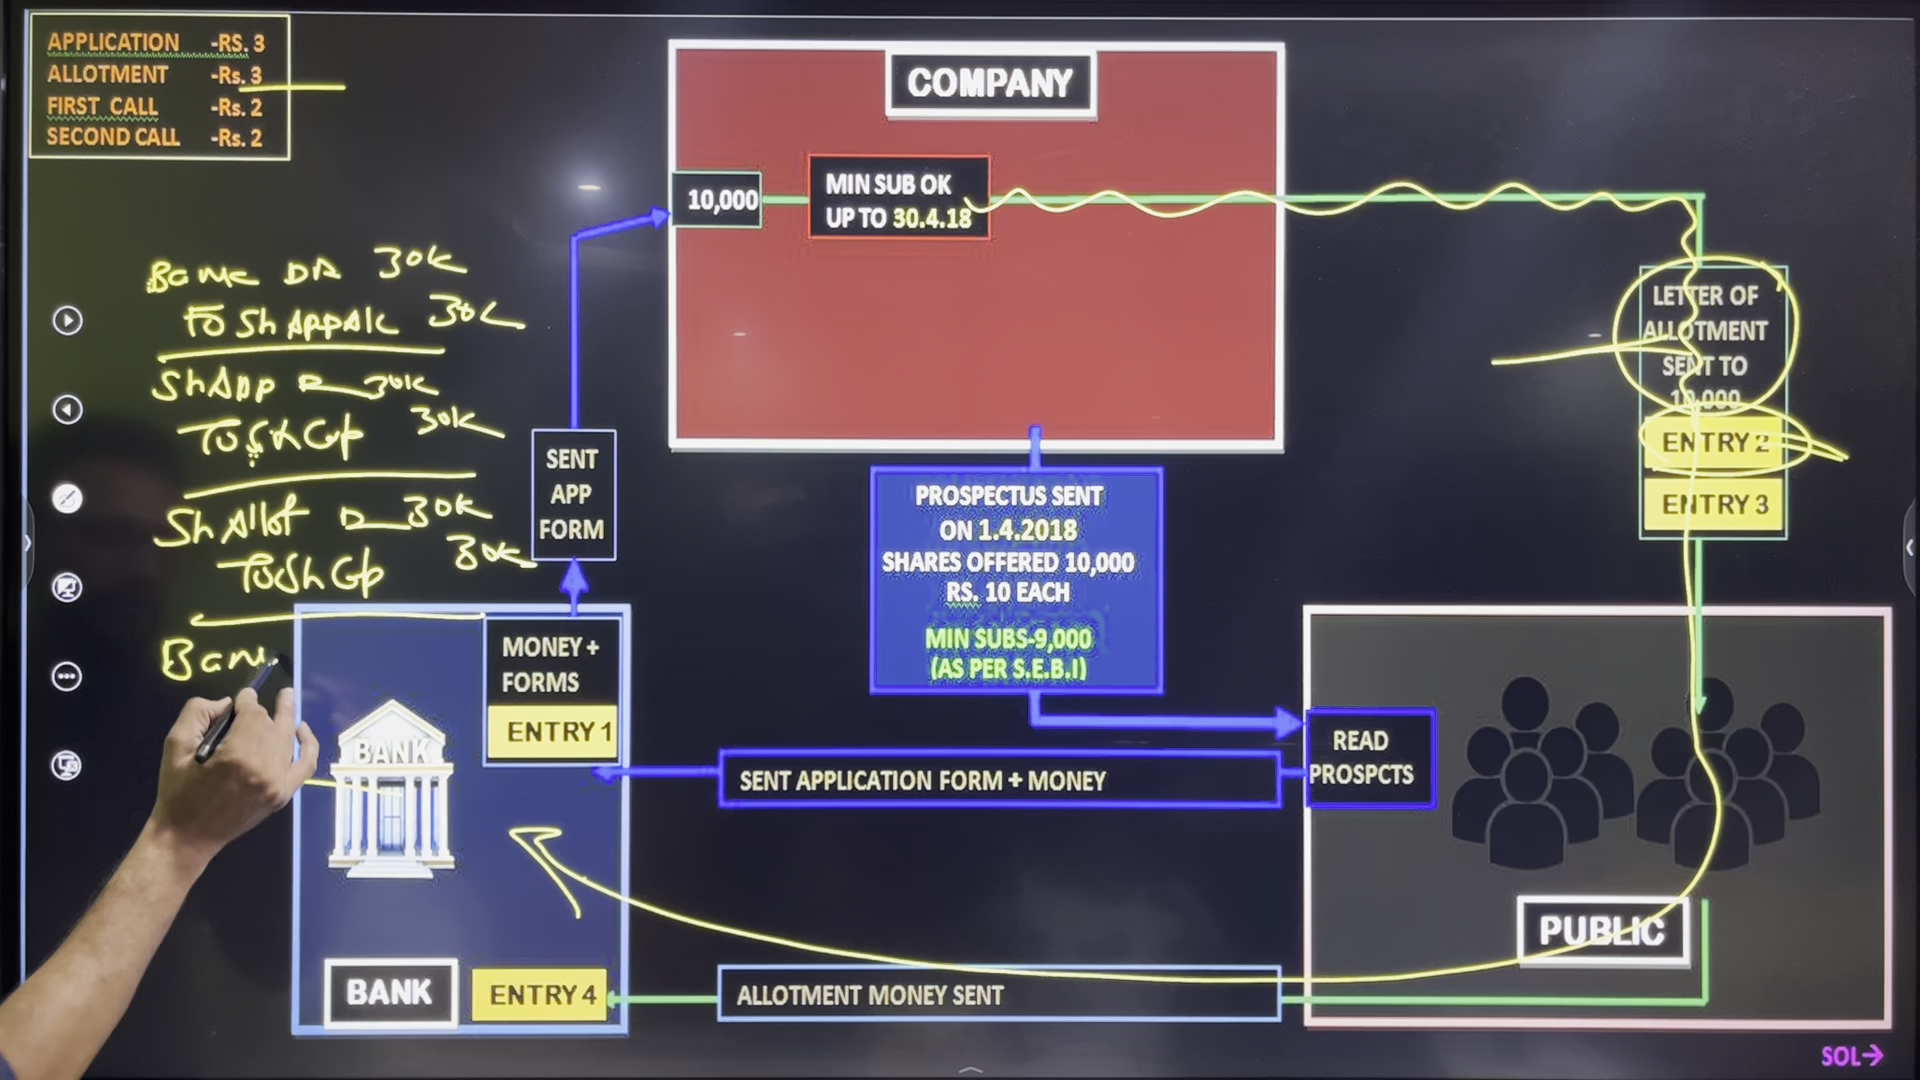 APPLICATION -RS. 3
ALLOTMENT -Rs. 3
FIRST CALL -Rs. 2
SECOND CALL -Rs. 2
COMPANY
10,000
MIN SUB OK
UP TO 30.4.18
LETTER OF
ALLOTMENT
SENT TO
10,000
ENTRY 2
ENTRY 3
Bank DR 30K
To Sh App A/c 30K
Sh App D 30K
To Sh Cap 30K
Sh Allot D 30K
To Sh Cap 30K
Ban
SENT
APP
FORM
PROSPECTUS SENT
ON 1.4.2018
SHARES OFFERED 10,000
RS. 10 EACH
MIN SUBS-9,000
(AS PER S.E.B.I)
MONEY +
FORMS
ENTRY 1
BANK
READ
PROSPCTS
SENT APPLICATION FORM + MONEY
PUBLIC
BANK
ENTRY 4
ALLOTMENT MONEY SENT
SOL→